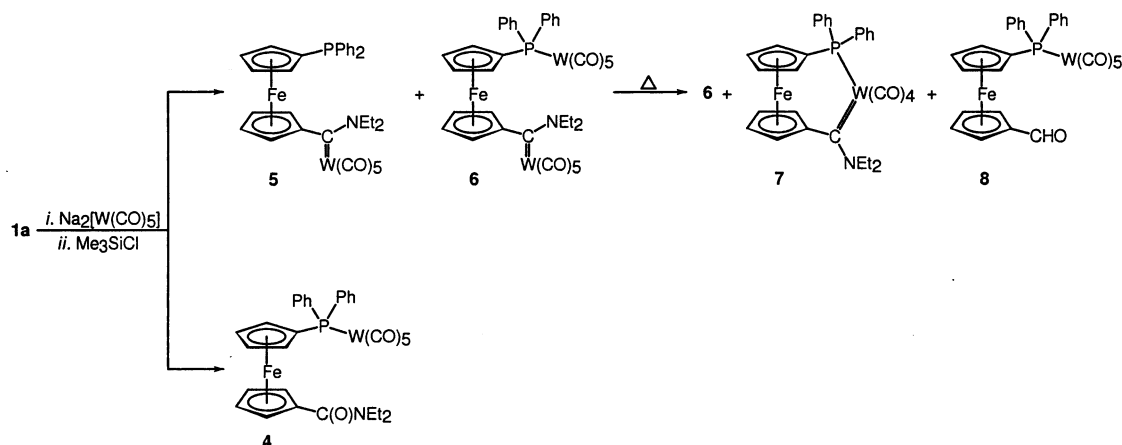 Ph Ph
PPh2
P W(CO)5
Fe + Fe
NEt2 NEt2
C C
W(CO)5 W(CO)5
5 6
△
6 +
Ph
P Ph
Fe W(CO)4
C
NEt2
7
+
Ph Ph
P W(CO)5
Fe
CHO
8
1a
i. Na2[W(CO)5]
ii. Me3SiCl
Ph Ph
P W(CO)5
Fe
C(O)NEt2
4